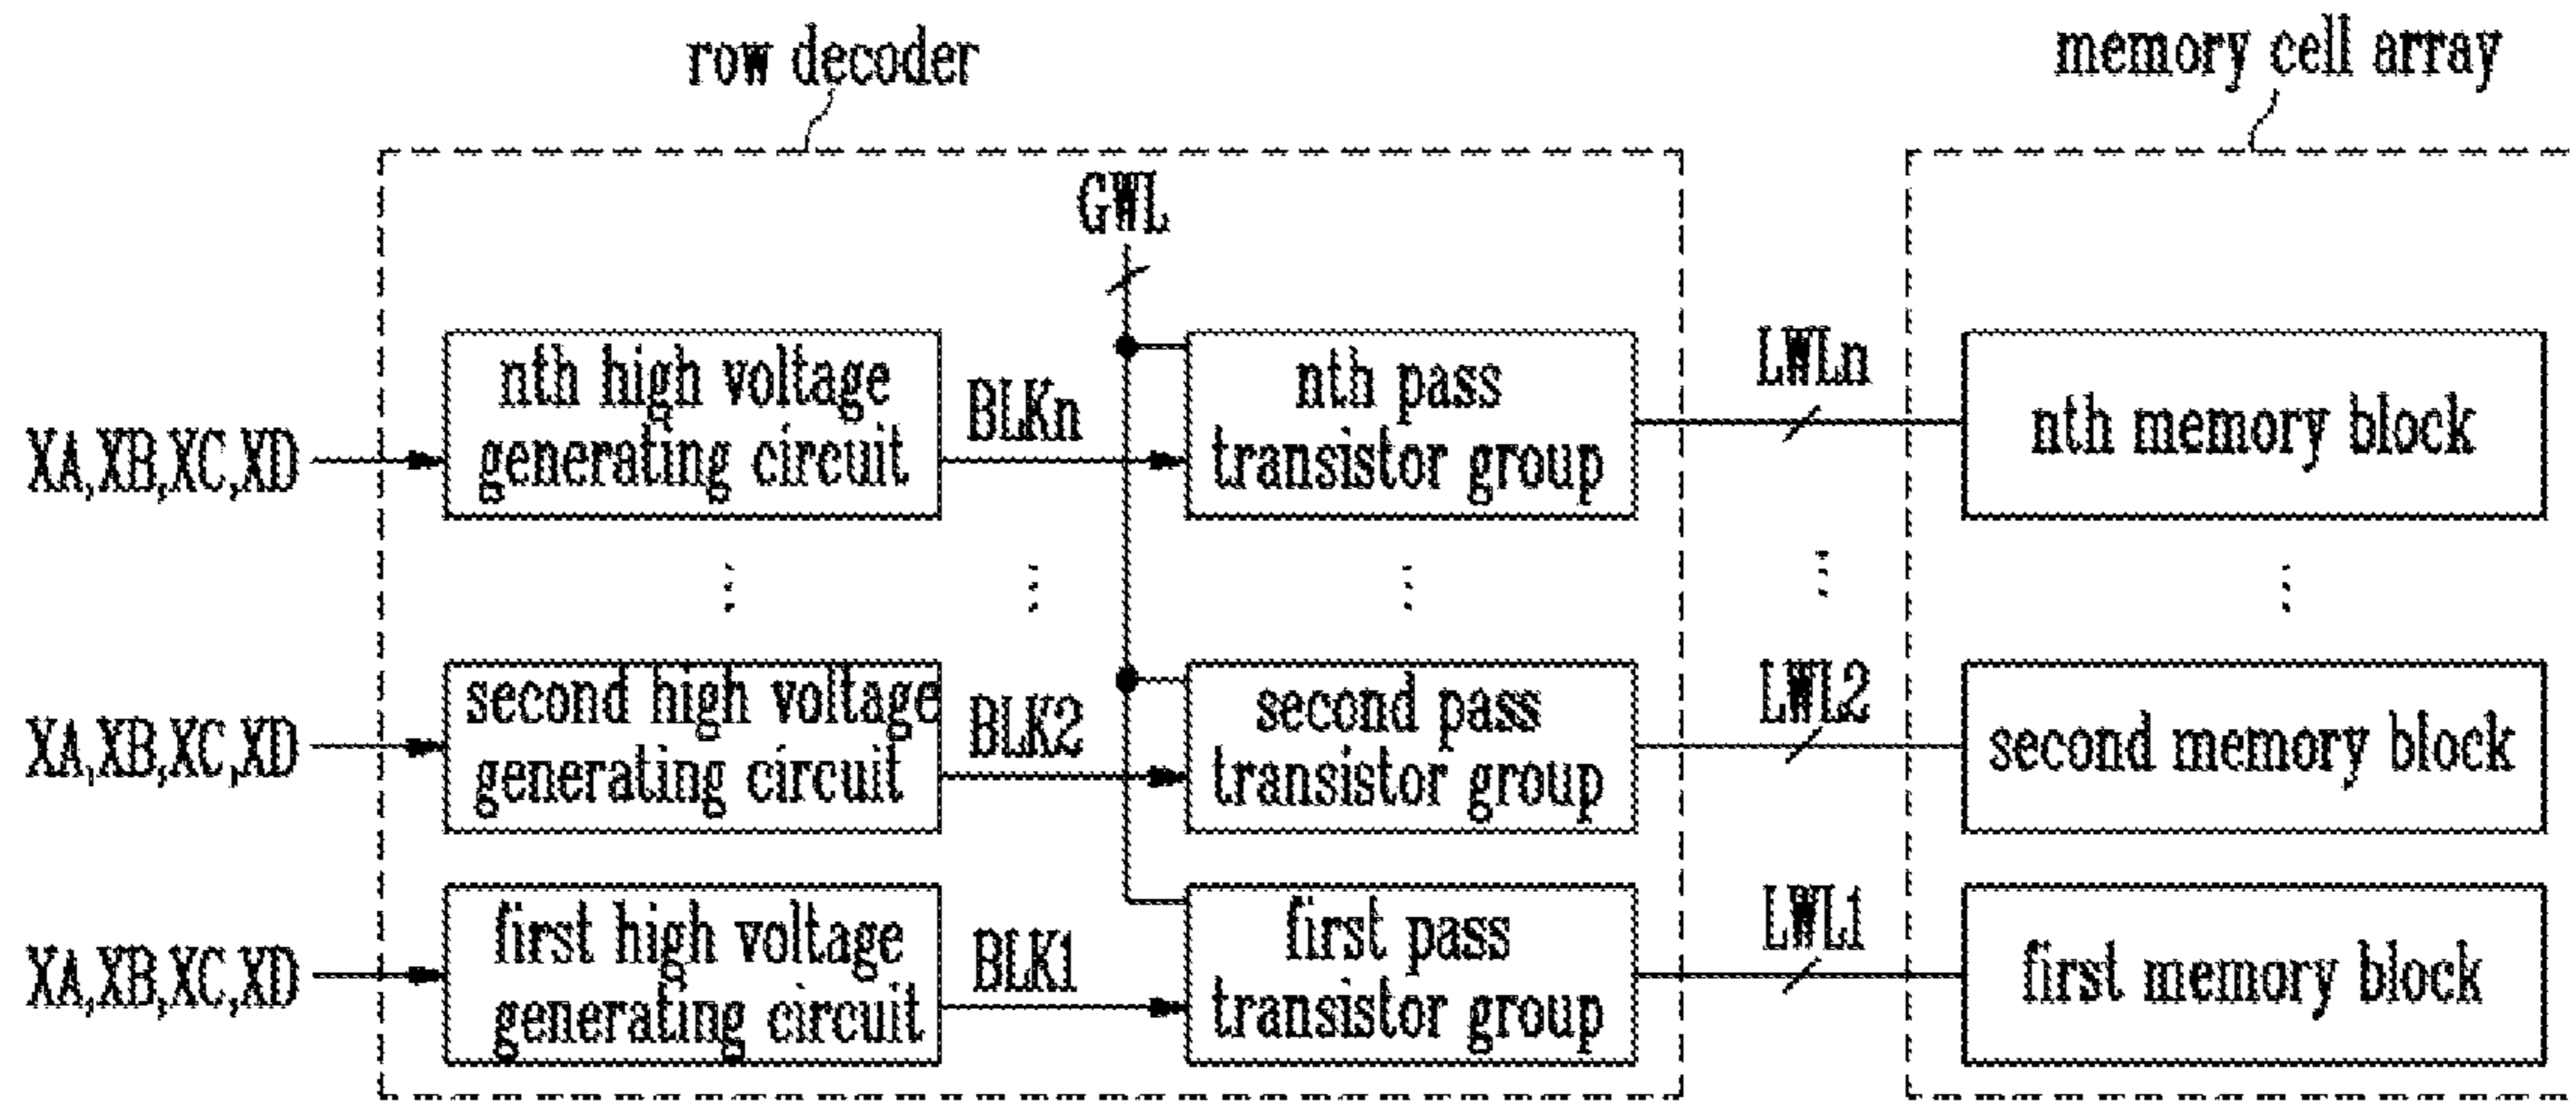 row decoder
memory cell array
GWL
XA,XB,XC,XD
nth high voltage
generating circuit
BLKn
nth pass
transistor group
LWLn
nth memory block
XA,XB,XC,XD
second high voltage
generating circuit
BLK2
second pass
transistor group
LWL2
second memory block
XA,XB,XC,XD
first high voltage
generating circuit
BLK1
first pass
transistor group
LWL1
first memory block